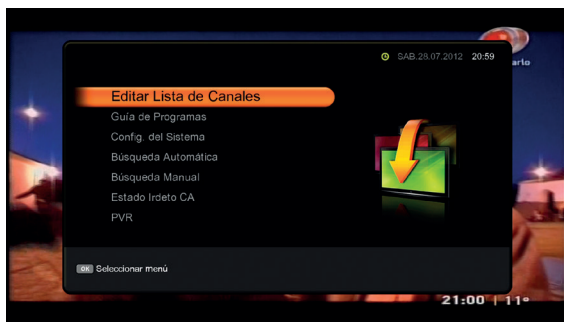 SAB.28.07.2012 20:59
arlo
Editar Lista de Canales
Guía de Programas
Config. del Sistema
Búsqueda Automática
Búsqueda Manual
Estado Irdeto CA
PVR
OK Seleccionar menú
21:00 | 11º